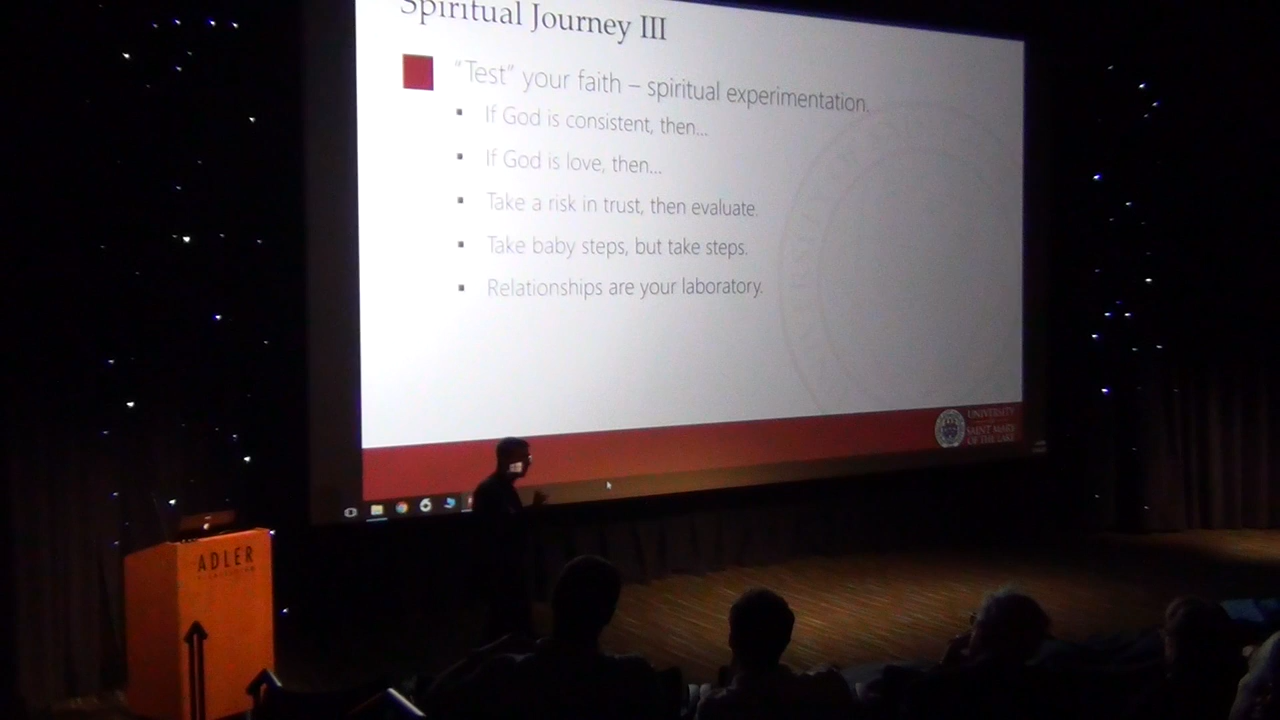 Spiritual Journey III
"Test" your faith – spiritual experimentation.
If God is consistent, then...
If God is love, then...
Take a risk in trust, then evaluate.
Take baby steps, but take steps.
Relationships are your laboratory.
UNIVERSITY
SAINT MARY
OF THE LAKE
ADLER